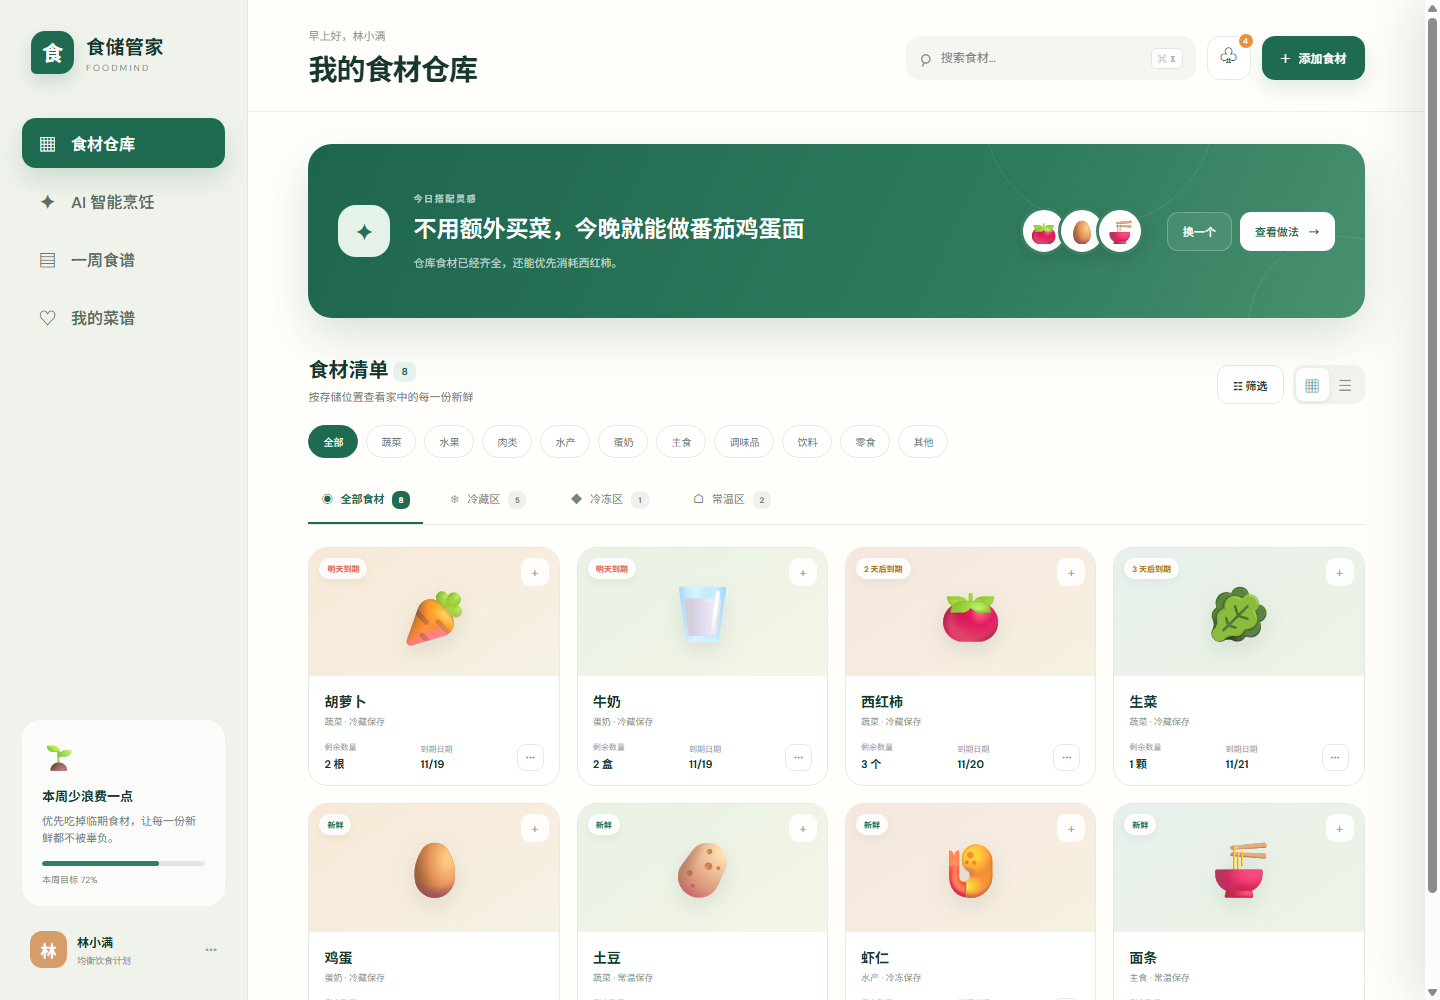 食
食储管家
FOODMIND
食材仓库
AI 智能烹饪
一周食谱
我的菜谱
本周少浪费一点
优先吃掉临期食材，让每一份新
鲜都不被辜负。
本周目标 72%
林
林小满
均衡饮食计划
早上好，林小满
我的食材仓库
搜索食材...
⌘ K
4
+ 添加食材
今日搭配灵感
不用额外买菜，今晚就能做番茄鸡蛋面
仓库食材已经齐全，还能优先消耗西红柿。
换一个
查看做法 →
食材清单 8
按存储位置查看家中的每一份新鲜
筛选
全部
蔬菜
水果
肉类
水产
蛋奶
主食
调味品
饮料
零食
其他
全部食材 8
冷藏区 5
冷冻区 1
常温区 2
明天到期
胡萝卜
蔬菜 · 冷藏保存
剩余数量
到期日期
2 根
11/19
明天到期
牛奶
蛋奶 · 冷藏保存
剩余数量
到期日期
2 盒
11/19
2 天后到期
西红柿
蔬菜 · 冷藏保存
剩余数量
到期日期
3 个
11/20
3 天后到期
生菜
蔬菜 · 冷藏保存
剩余数量
到期日期
1 颗
11/21
新鲜
鸡蛋
蛋奶 · 冷藏保存
新鲜
土豆
蔬菜 · 常温保存
新鲜
虾仁
水产 · 冷冻保存
新鲜
面条
主食 · 常温保存